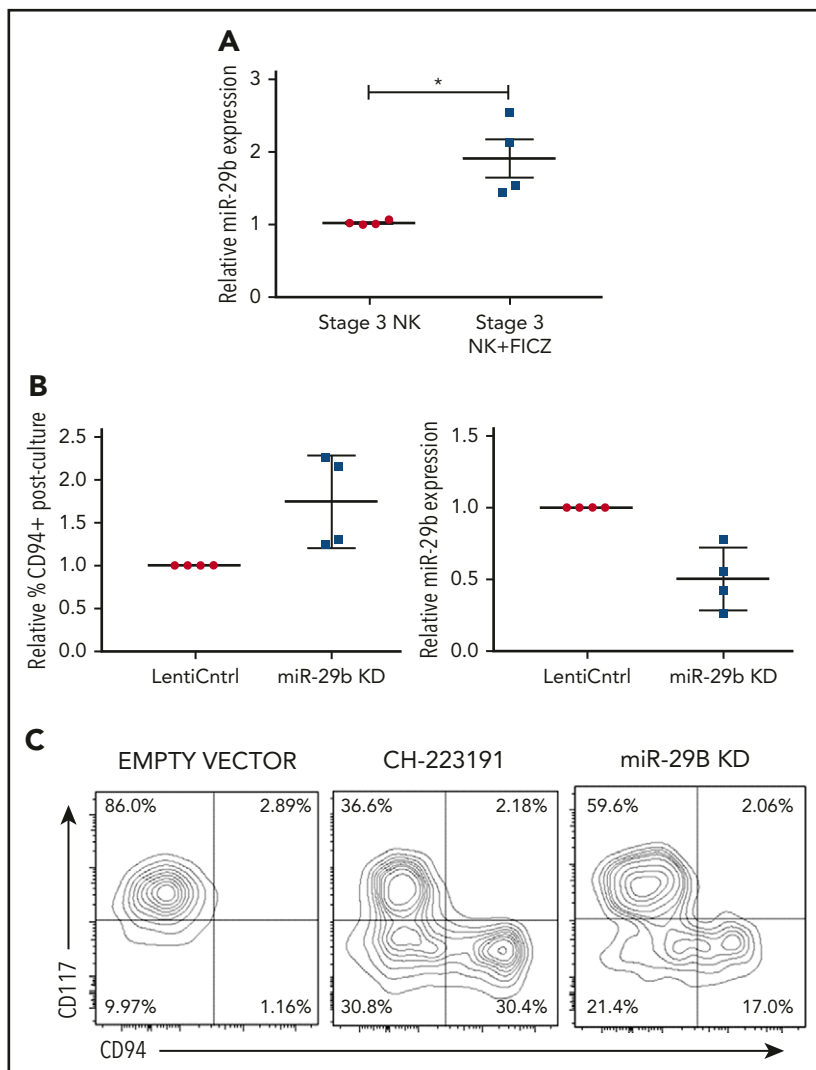 A
Relative miR-29b expression
3
2
1
0
*
Stage 3 NK
Stage 3
NK+FICZ
B
Relative % CD94+ post-culture
2.5
2.0
1.5
1.0
0.5
0.0
LentiCntrl
miR-29b KD
Relative miR-29b expression
1.5
1.0
0.5
0.0
LentiCntrl
miR-29b KD
C
EMPTY VECTOR
CH-223191
miR-29B KD
86.0%
2.89%
9.97%
1.16%
36.6%
2.18%
30.8%
30.4%
59.6%
2.06%
21.4%
17.0%
CD117
CD94